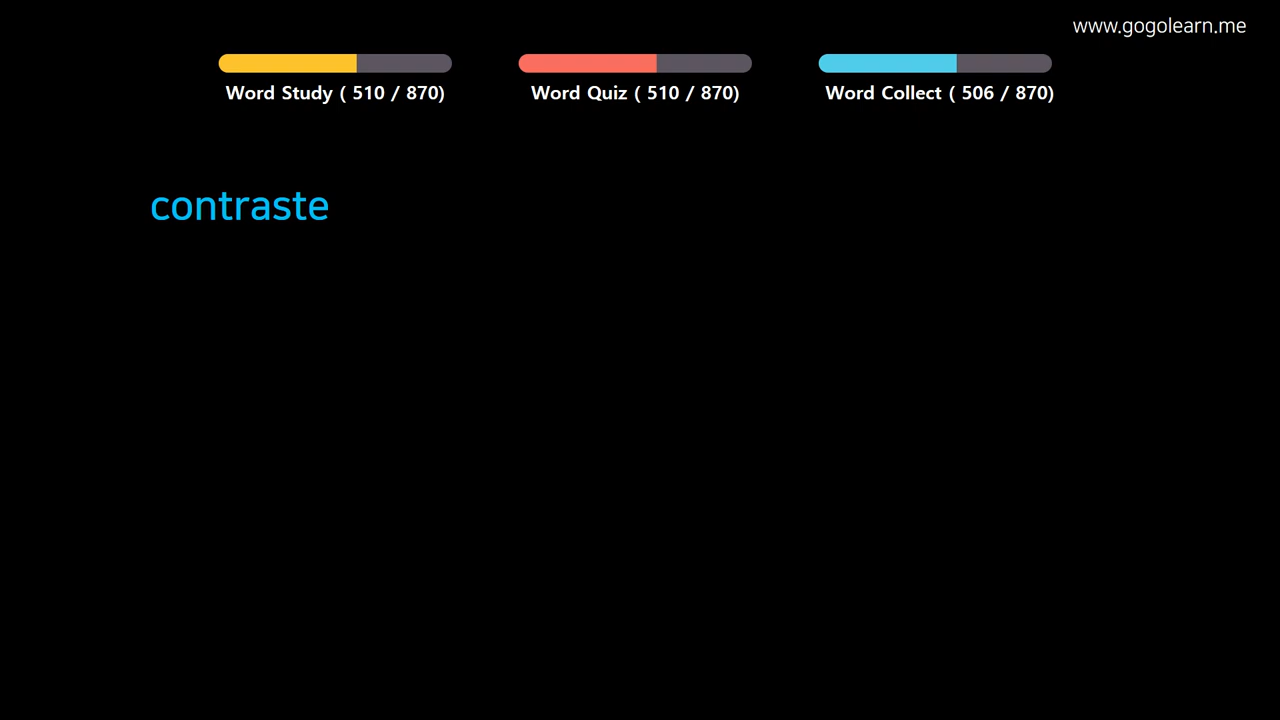 www.gogolearn.me
Word Study ( 510 / 870)
Word Quiz ( 510 / 870)
Word Collect ( 506 / 870)
contraste